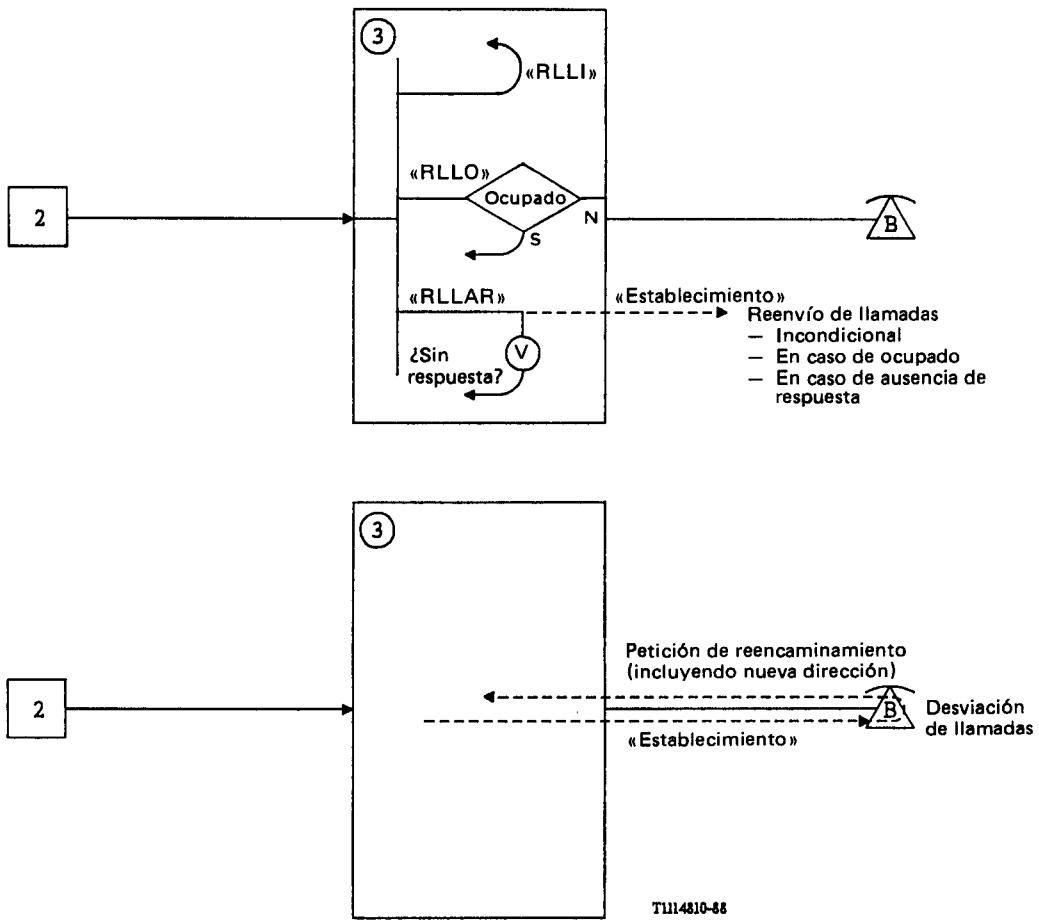 3
«RLLI»
«RLLO»
Ocupado
2
N
B
S
«RLLAR»
«Establecimiento»
Reenvío de llamadas
— Incondicional
— En caso de ocupado
— En caso de ausencia de
respuesta
¿Sin
respuesta?
V
3
Petición de reencaminamiento
(incluyendo nueva dirección)
2
B
Desviación
de llamadas
«Establecimiento»
T1114810-88